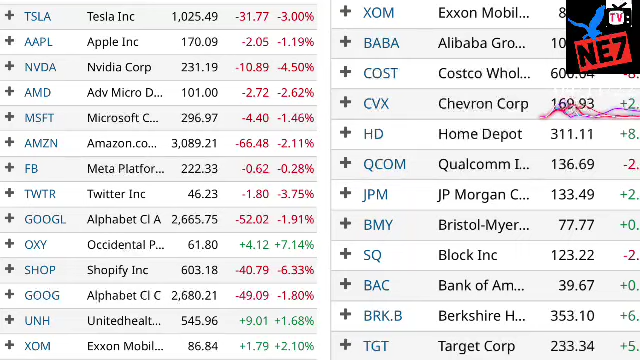 TSLA Tesla Inc 1,025.49 -31.77 -3.00%
AAPL Apple Inc 170.09 -2.05 -1.19%
NVDA Nvidia Corp 231.19 -10.89 -4.50%
AMD Adv Micro D... 101.00 -2.72 -2.62%
MSFT Microsoft C... 296.97 -4.40 -1.46%
AMZN Amazon.co... 3,089.21 -66.48 -2.11%
FB Meta Platfor... 222.33 -0.62 -0.28%
TWTR Twitter Inc 46.23 -1.80 -3.75%
GOOGL Alphabet Cl A 2,665.75 -52.02 -1.91%
OXY Occidental P... 61.80 +4.12 +7.14%
SHOP Shopify Inc 603.18 -40.79 -6.33%
GOOG Alphabet Cl C 2,680.21 -49.09 -1.80%
UNH Unitedhealt... 545.96 +9.01 +1.68%
XOM Exxon Mobil... 86.84 +1.79 +2.10%
XOM Exxon Mobil...
BABA Alibaba Gro...
COST Costco Whol...
CVX Chevron Corp 169.93 +2.
HD Home Depot 311.11 +8.
QCOM Qualcomm I... 136.69 -2.
JPM JP Morgan C... 133.49 +2.
BMY Bristol-Myer... 77.77 +0.
SQ Block Inc 123.22 -2.
BAC Bank of Am... 39.67 +0.
BRK.B Berkshire H... 353.10 +6.
TGT Target Corp 233.34 +5.
TV
NE7